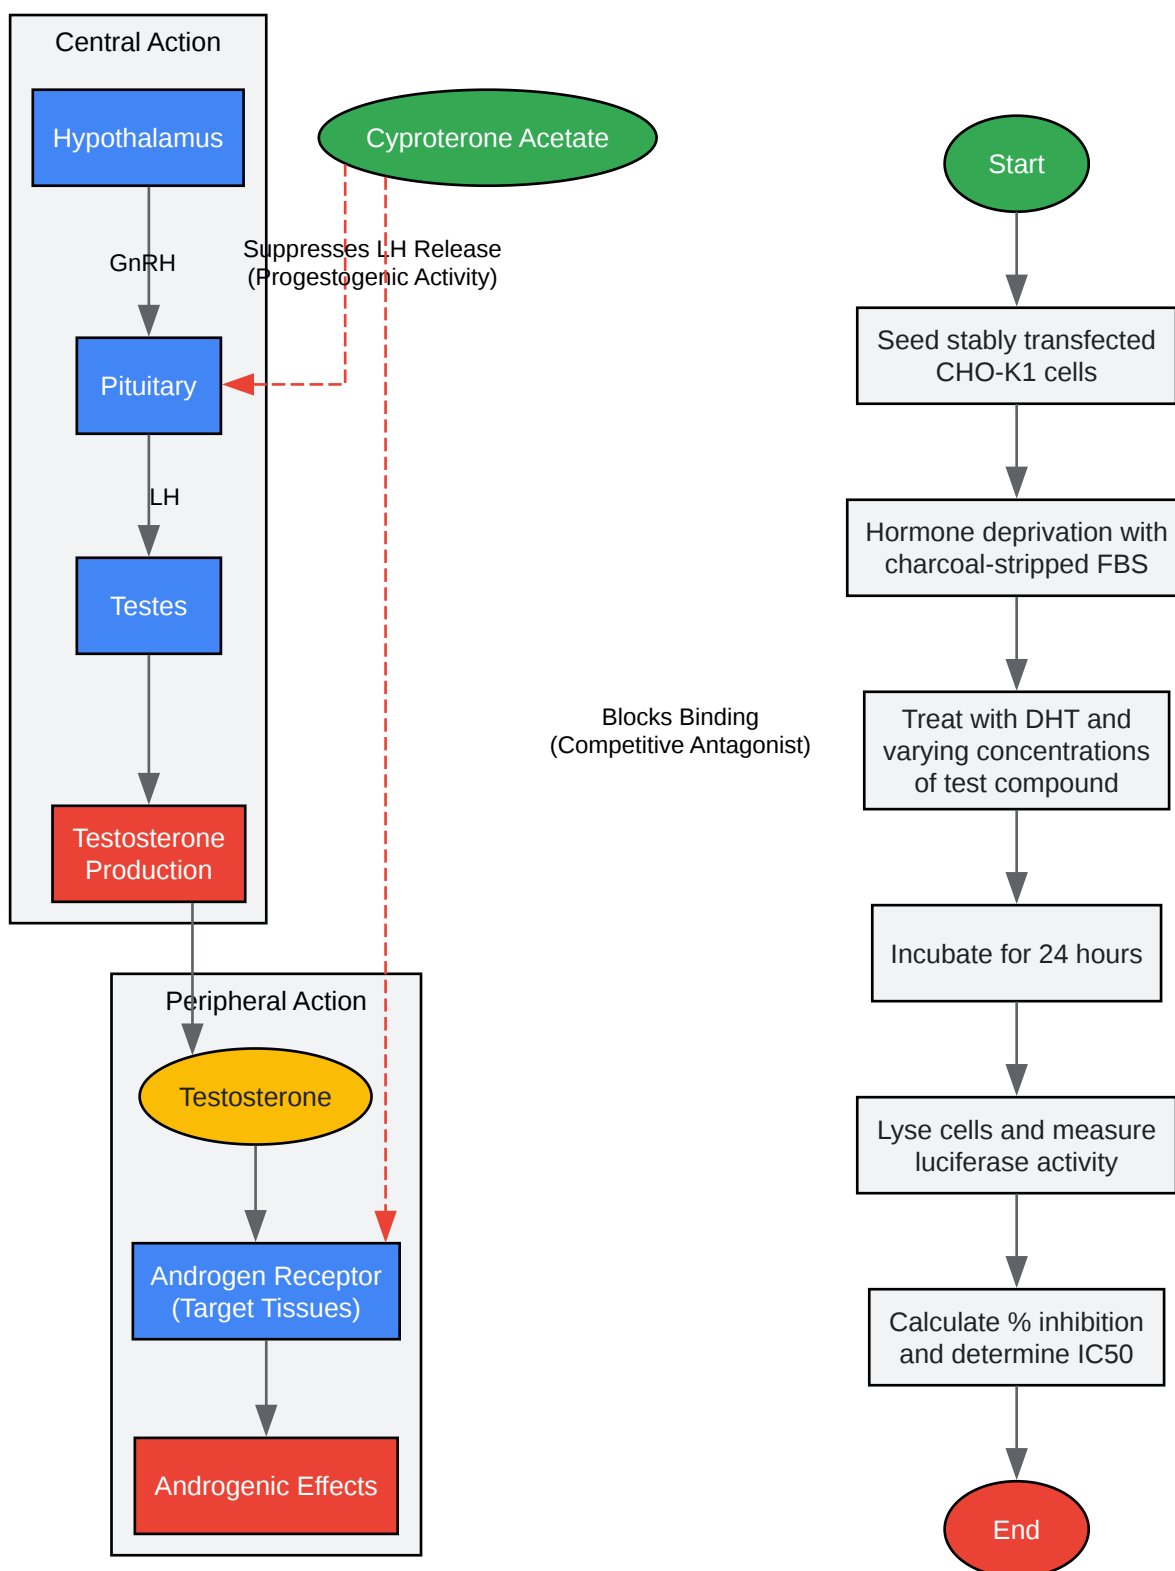 Central Action
Hypothalamus
Cyproterone Acetate
GnRH
Suppresses LH Release
(Progestogenic Activity)
Pituitary
LH
Testes
Blocks Binding
(Competitive Antagonist)
Testosterone
Production
Peripheral Action
Testosterone
Androgen Receptor
(Target Tissues)
Androgenic Effects
Start
Seed stably transfected
CHO-K1 cells
Hormone deprivation with
charcoal-stripped FBS
Treat with DHT and
varying concentrations
of test compound
Incubate for 24 hours
Lyse cells and measure
luciferase activity
Calculate % inhibition
and determine IC50
End